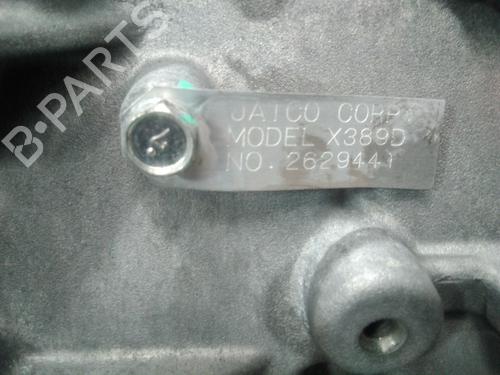 B-PARTS
JATCO CORP
MODEL X389D
NO. 2629441